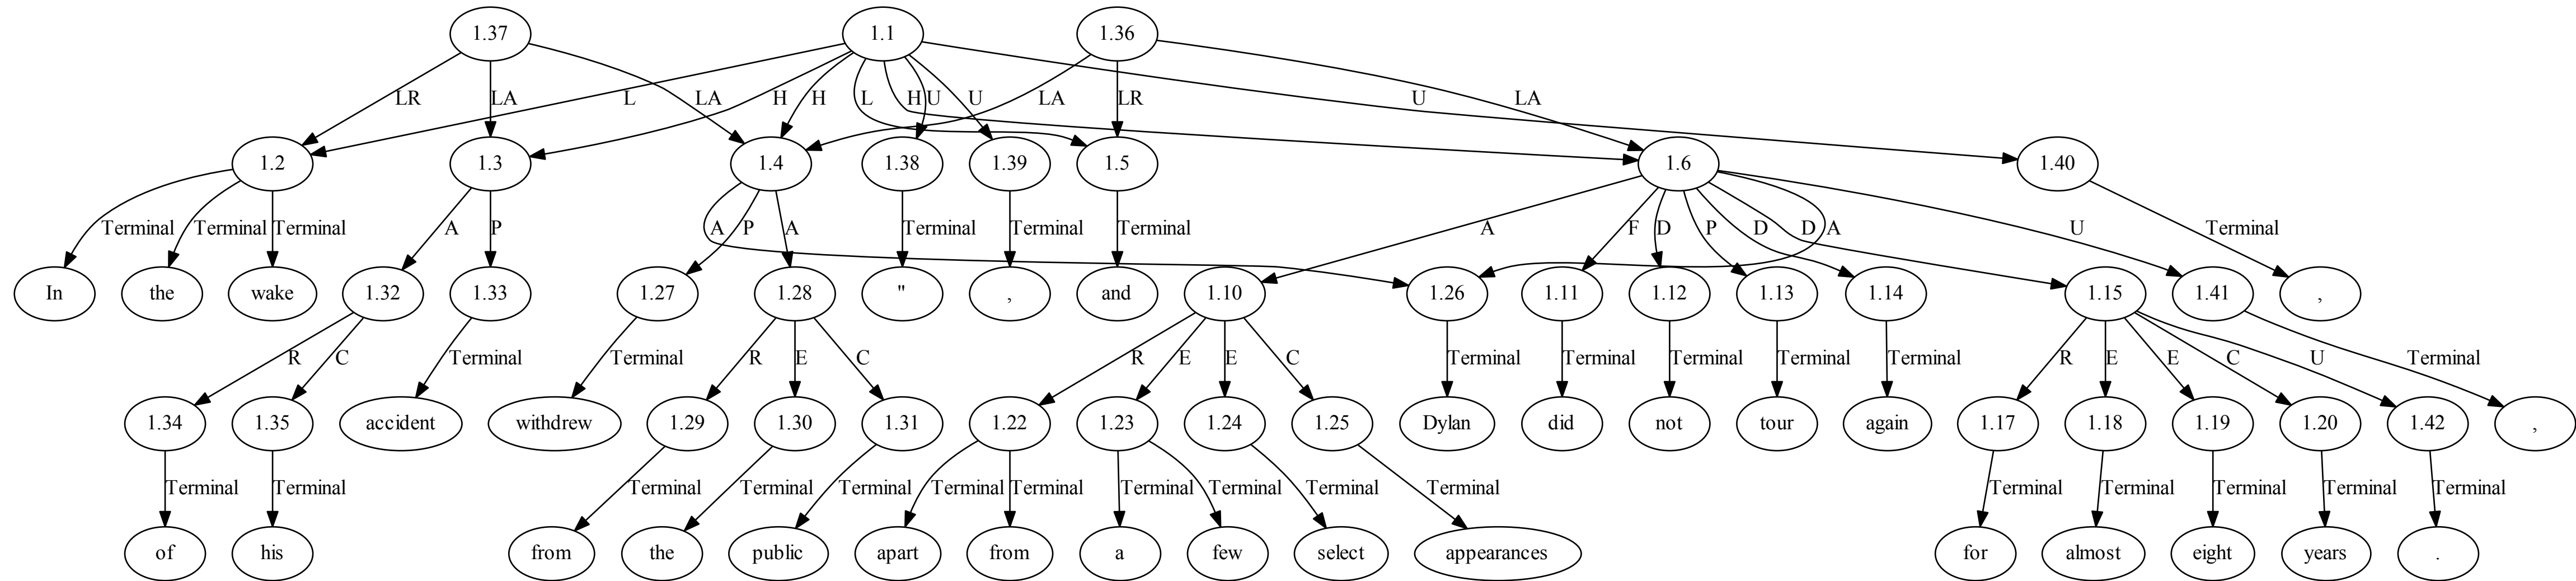 1.37 1.1 1.36
LR LA L LA H H L H U U LA LR LA U
1.2 1.3 1.4 1.38 1.39 1.5 1.6 1.40
Terminal Terminal Terminal A P A P A Terminal Terminal Terminal A F D P D D A U Terminal
In the wake 1.32 1.33 1.27 1.28 " , and 1.10 1.26 1.11 1.12 1.13 1.14 1.15 1.41 ,
R C Terminal Terminal R E C R E E C Terminal Terminal Terminal Terminal Terminal R E E C U Terminal
1.34 1.35 accident withdrew 1.29 1.30 1.31 1.22 1.23 1.24 1.25 Dylan did not tour again 1.17 1.18 1.19 1.20 1.42 ,
Terminal Terminal Terminal Terminal Terminal Terminal Terminal Terminal Terminal Terminal Terminal Terminal Terminal Terminal Terminal Terminal
of his from the public apart from a few select appearances for almost eight years .